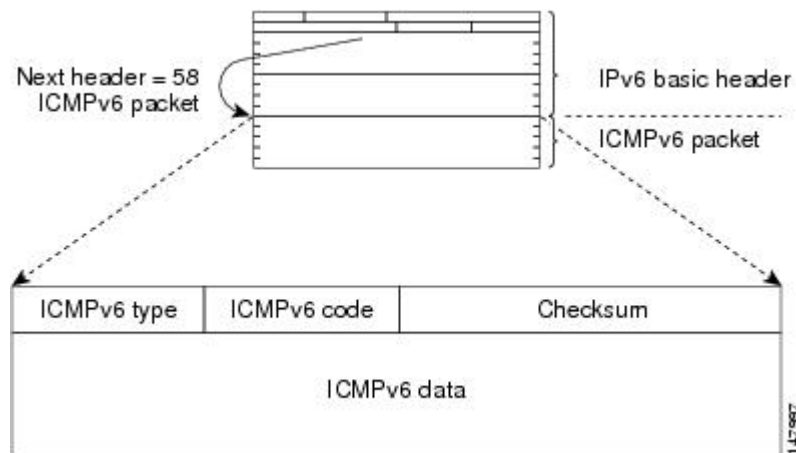 Next header = 58
ICMPv6 packet
IPv6 basic header
ICMPv6 packet
ICMPv6 type
ICMPv6 code
Checksum
ICMPv6 data